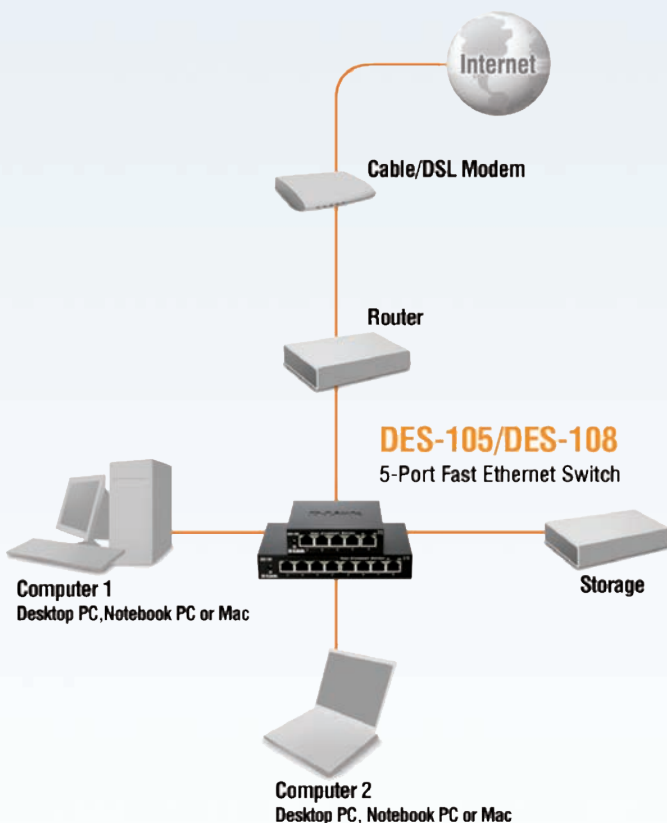 Internet
Cable/DSL Modem
Router
DES-105/DES-108
5-Port Fast Ethernet Switch
Computer 1
Desktop PC,Notebook PC or Mac
Storage
Computer 2
Desktop PC, Notebook PC or Mac